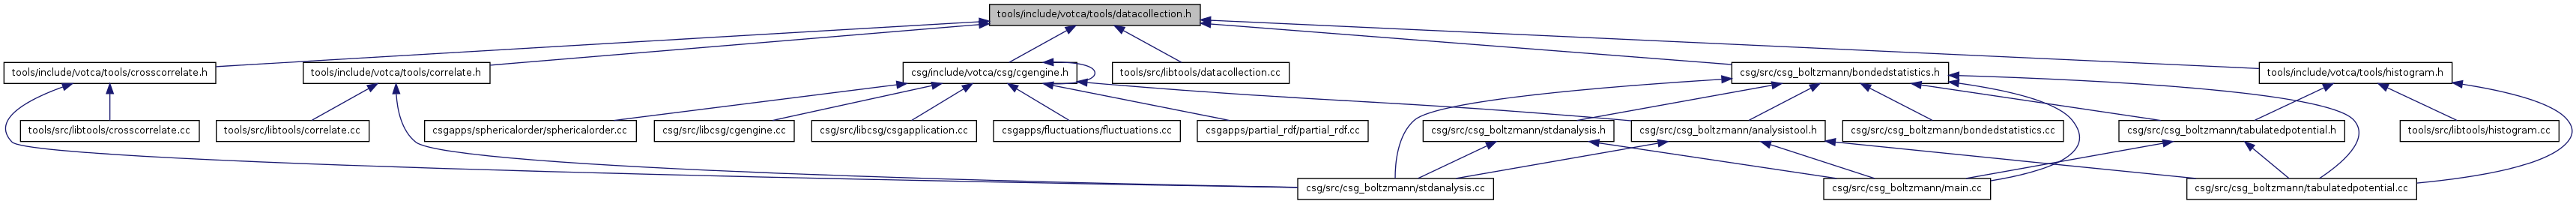 tools/include/votca/tools/datacollection.h
tools/include/votca/tools/crosscorrelate.h
tools/include/votca/tools/correlate.h
csg/include/votca/csg/cgengine.h
tools/src/libtools/datacollection.cc
csg/src/csg_boltzmann/bondedstatistics.h
tools/include/votca/tools/histogram.h
tools/src/libtools/crosscorrelate.cc
tools/src/libtools/correlate.cc
csgapps/sphericalorder/sphericalorder.cc
csg/src/libcsg/cgengine.cc
csg/src/libcsg/csgapplication.cc
csgapps/fluctuations/fluctuations.cc
csgapps/partial_rdf/partial_rdf.cc
csg/src/csg_boltzmann/stdanalysis.h
csg/src/csg_boltzmann/analysistool.h
csg/src/csg_boltzmann/bondedstatistics.cc
csg/src/csg_boltzmann/tabulatedpotential.h
tools/src/libtools/histogram.cc
csg/src/csg_boltzmann/stdanalysis.cc
csg/src/csg_boltzmann/main.cc
csg/src/csg_boltzmann/tabulatedpotential.cc